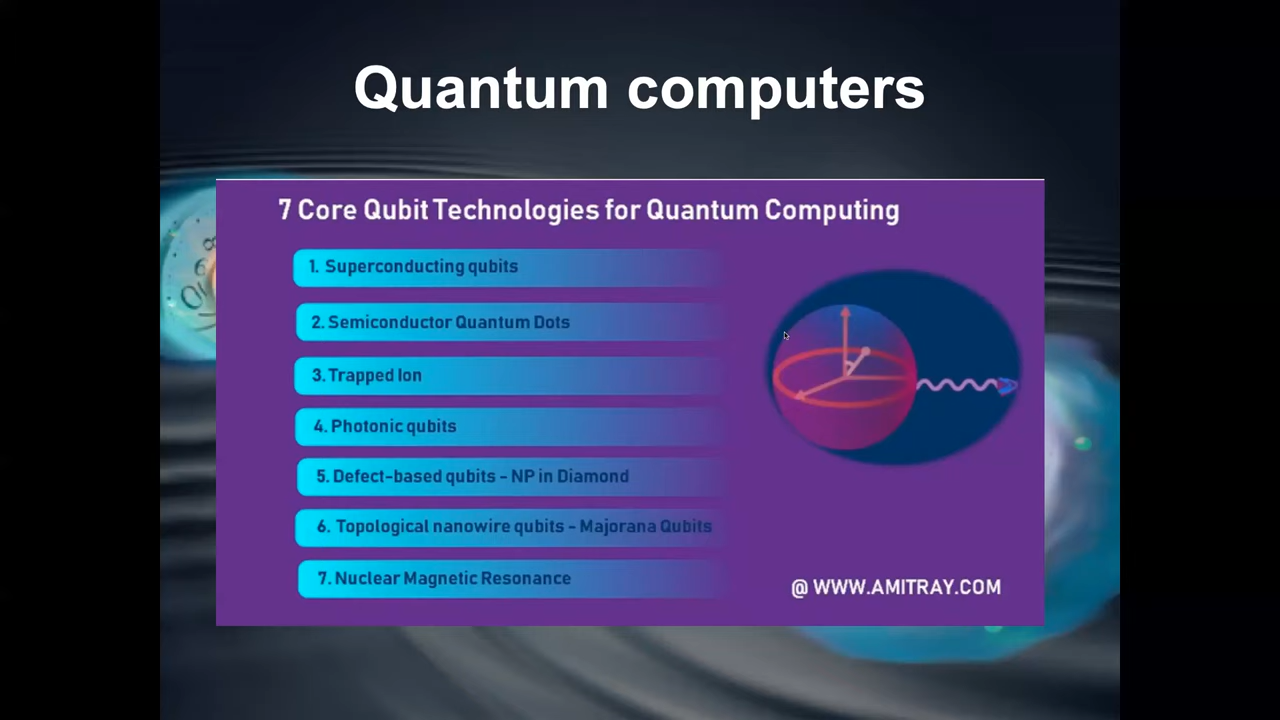 Quantum computers
7 Core Qubit Technologies for Quantum Computing
1. Superconducting qubits
2. Semiconductor Quantum Dots
3. Trapped Ion
4. Photonic qubits
5. Defect-based qubits - NP in Diamond
6. Topological nanowire qubits - Majorana Qubits
7. Nuclear Magnetic Resonance
@ WWW.AMITRAY.COM